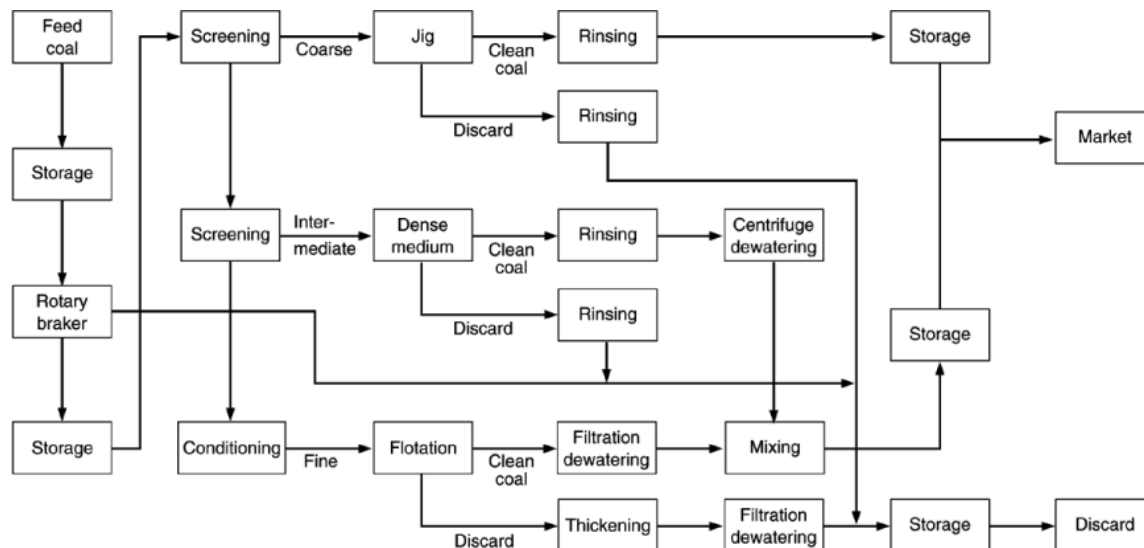 Feed
coal
Screening
Coarse
Jig
Clean
coal
Rinsing
Storage
Discard
Rinsing
Market
Storage
Screening
Inter-
mediate
Dense
medium
Clean
coal
Rinsing
Centrifuge
dewatering
Rotary
braker
Discard
Rinsing
Storage
Storage
Conditioning
Fine
Flotation
Clean
coal
Filtration
dewatering
Mixing
Discard
Thickening
Filtration
dewatering
Storage
Discard